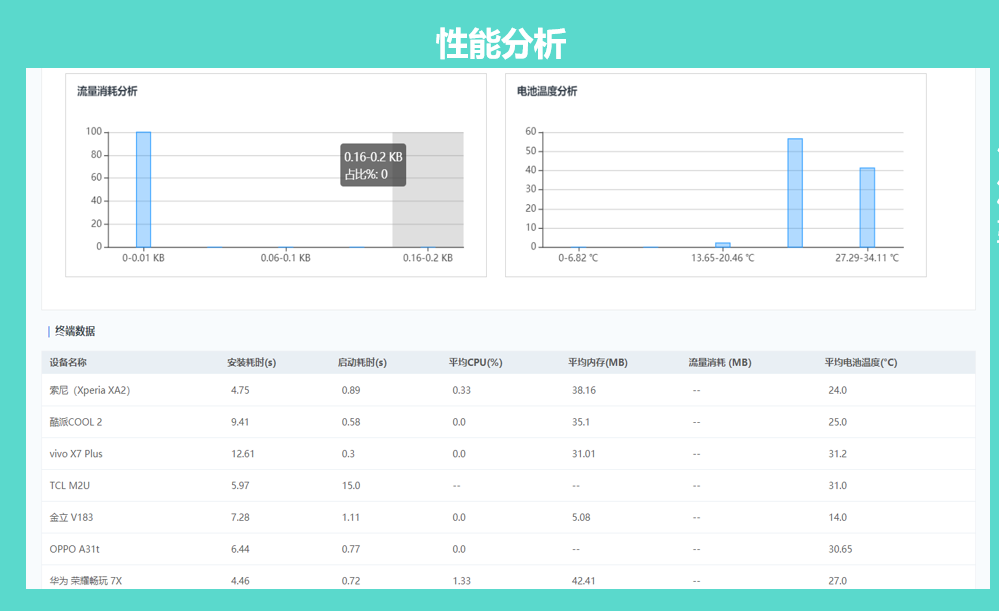 性能分析
流量消耗分析
100
80
60
40
20
0
0.16-0.2 KB
占比%: 0
0-0.01 KB 0.06-0.1 KB 0.16-0.2 KB
电池温度分析
60
50
40
30
20
10
0
0-6.82 ℃ 13.65-20.46 ℃ 27.29-34.11 ℃
终端数据
设备名称 安装耗时(s) 启动耗时(s) 平均CPU(%) 平均内存(MB) 流量消耗 (MB) 平均电池温度(°C)
索尼（Xperia XA2） 4.75 0.89 0.33 38.16 -- 24.0
酷派COOL 2 9.41 0.58 0.0 35.1 -- 25.0
vivo X7 Plus 12.61 0.3 0.0 31.01 -- 31.2
TCL M2U 5.97 15.0 -- -- -- 31.0
金立 V183 7.28 1.11 0.0 5.08 -- 14.0
OPPO A31t 6.44 0.77 0.0 -- -- 30.65
华为 荣耀畅玩 7X 4.46 0.72 1.33 42.41 -- 27.0